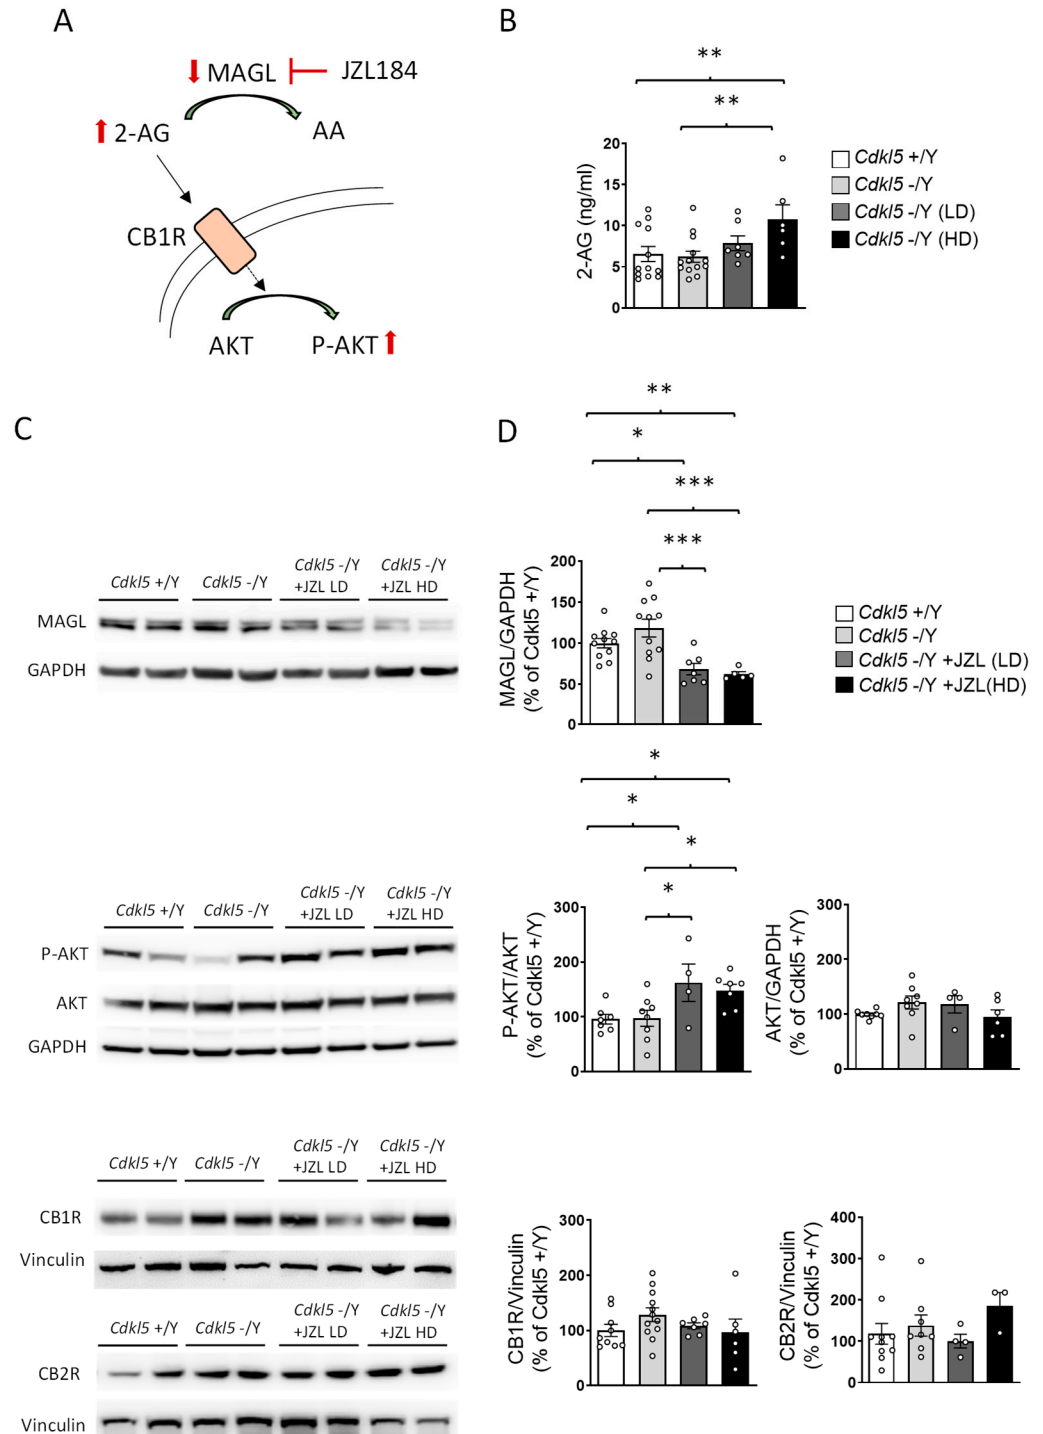 A
MAGL
JZL184
2-AG
AA
CB1R
AKT
P-AKT
B
**
**
2-AG (ng/ml)
20
15
10
5
0
Cdkl5 +/Y
Cdkl5 -/Y
Cdkl5 -/Y (LD)
Cdkl5 -/Y (HD)
C
Cdkl5 +/Y
Cdkl5 -/Y
Cdkl5 -/Y
+JZL LD
Cdkl5 -/Y
+JZL HD
MAGL
GAPDH
Cdkl5 +/Y
Cdkl5 -/Y
Cdkl5 -/Y
+JZL LD
Cdkl5 -/Y
+JZL HD
P-AKT
AKT
GAPDH
Cdkl5 +/Y
Cdkl5 -/Y
Cdkl5 -/Y
+JZL LD
Cdkl5 -/Y
+JZL HD
CB1R
Vinculin
Cdkl5 +/Y
Cdkl5 -/Y
Cdkl5 -/Y
+JZL LD
Cdkl5 -/Y
+JZL HD
CB2R
Vinculin
D
**
*
***
***
MAGL/GAPDH
(% of Cdkl5 +/Y)
200
150
100
50
0
Cdkl5 +/Y
Cdkl5 -/Y
Cdkl5 -/Y +JZL (LD)
Cdkl5 -/Y +JZL(HD)
*
*
*
*
P-AKT/AKT
(% of Cdkl5 +/Y)
300
200
100
0
AKT/GAPDH
(% of Cdkl5 +/Y)
300
200
100
0
CB1R/Vinculin
(% of Cdkl5 +/Y)
300
200
100
0
CB2R/Vinculin
(% of Cdkl5 +/Y)
400
300
200
100
0